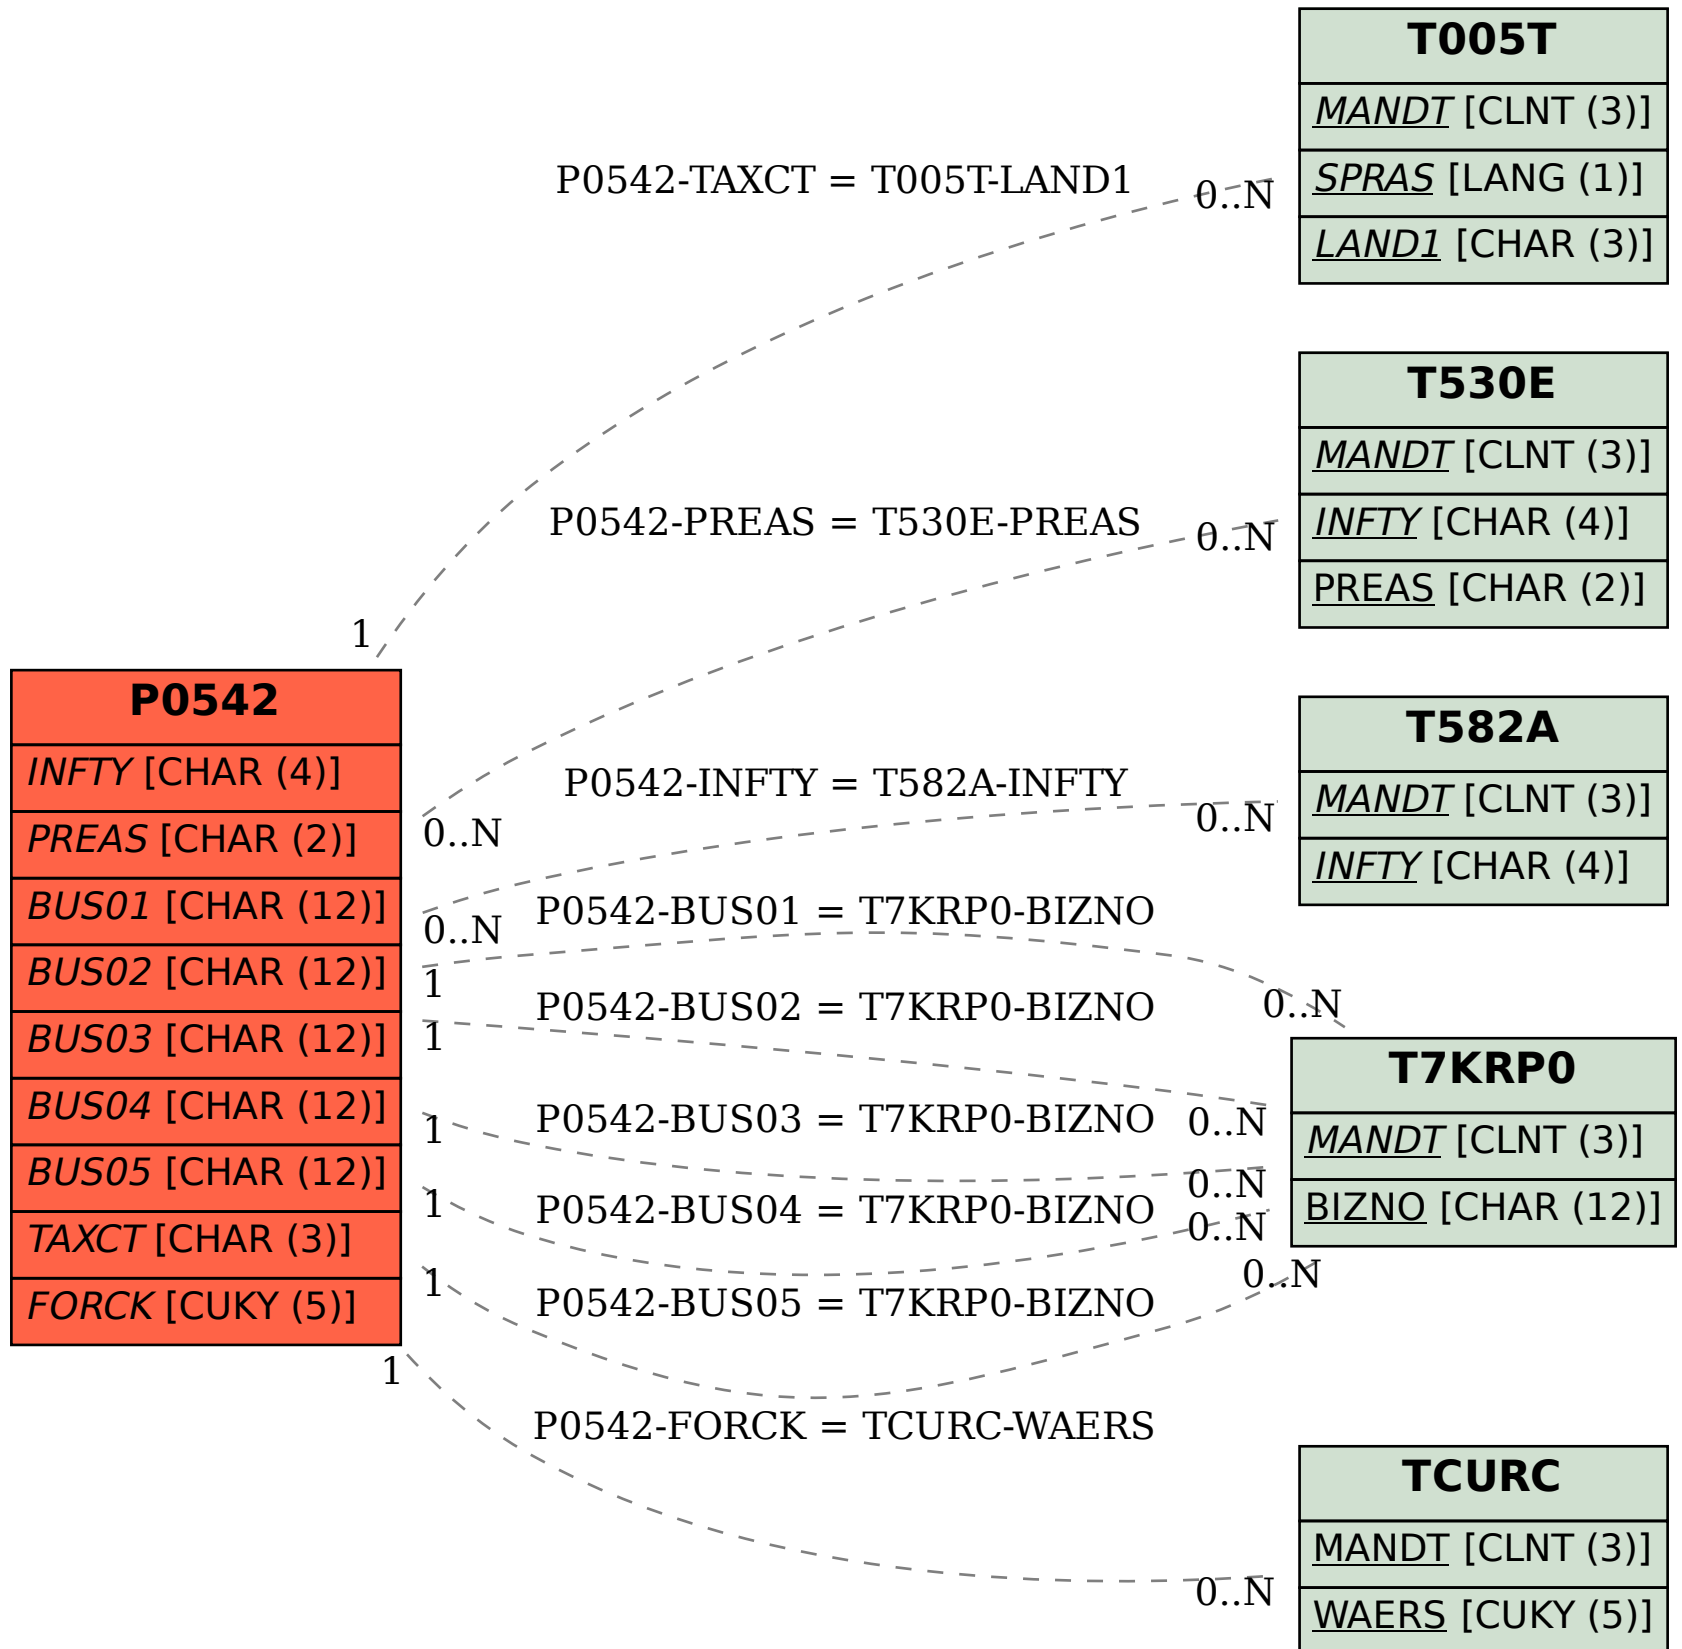 T005T
MANDT [CLNT (3)]
SPRAS [LANG (1)]
LAND1 [CHAR (3)]
P0542-TAXCT = T005T-LAND1
0..N
1
T530E
MANDT [CLNT (3)]
INFTY [CHAR (4)]
PREAS [CHAR (2)]
P0542-PREAS = T530E-PREAS
0..N
0..N
P0542
INFTY [CHAR (4)]
PREAS [CHAR (2)]
BUS01 [CHAR (12)]
BUS02 [CHAR (12)]
BUS03 [CHAR (12)]
BUS04 [CHAR (12)]
BUS05 [CHAR (12)]
TAXCT [CHAR (3)]
FORCK [CUKY (5)]
T582A
MANDT [CLNT (3)]
INFTY [CHAR (4)]
P0542-INFTY = T582A-INFTY
0..N
0..N
P0542-BUS01 = T7KRP0-BIZNO
1
0..N
P0542-BUS02 = T7KRP0-BIZNO
1
0..N
P0542-BUS03 = T7KRP0-BIZNO
1
0..N
P0542-BUS04 = T7KRP0-BIZNO
1
0..N
P0542-BUS05 = T7KRP0-BIZNO
1
0..N
T7KRP0
MANDT [CLNT (3)]
BIZNO [CHAR (12)]
P0542-FORCK = TCURC-WAERS
1
0..N
TCURC
MANDT [CLNT (3)]
WAERS [CUKY (5)]